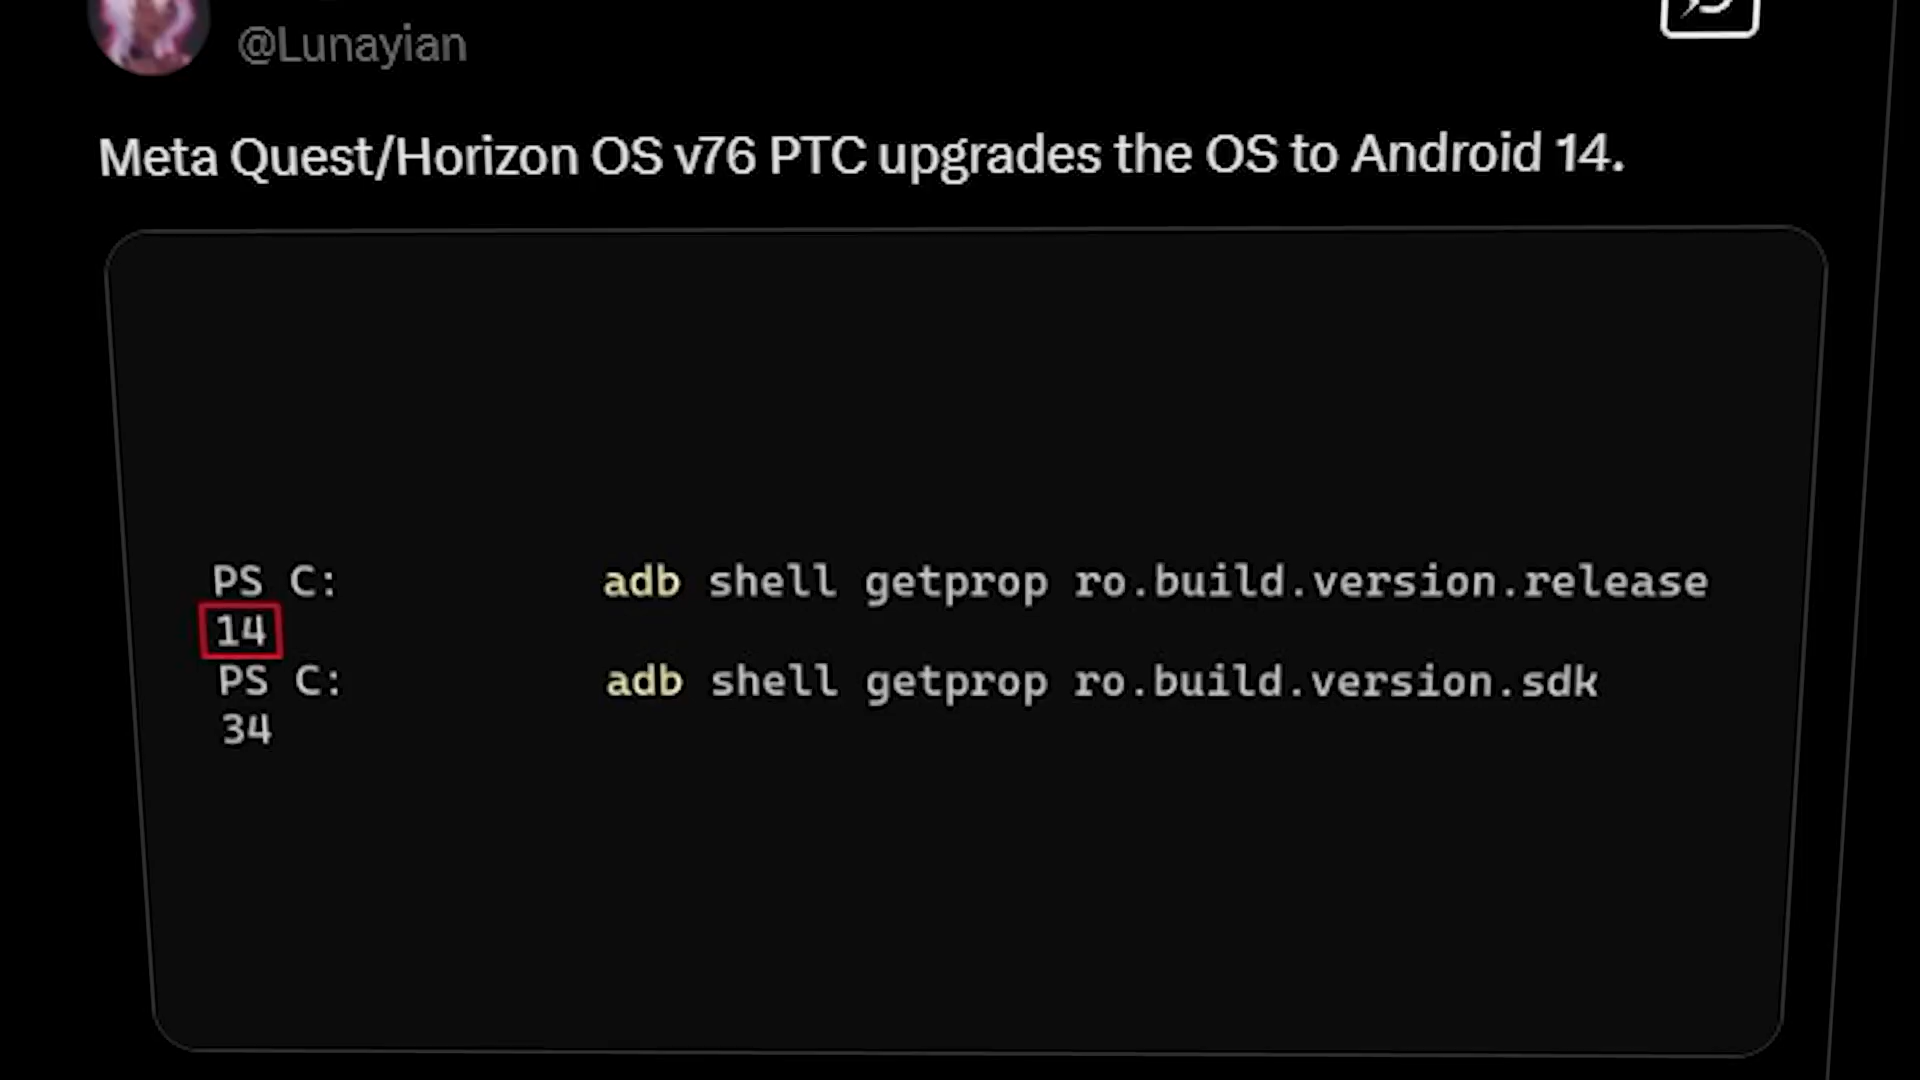 @Lunayian
Meta Quest/Horizon OS v76 PTC upgrades the OS to Android 14.
PS C: adb shell getprop ro.build.version.release
14
PS C: adb shell getprop ro.build.version.sdk
34